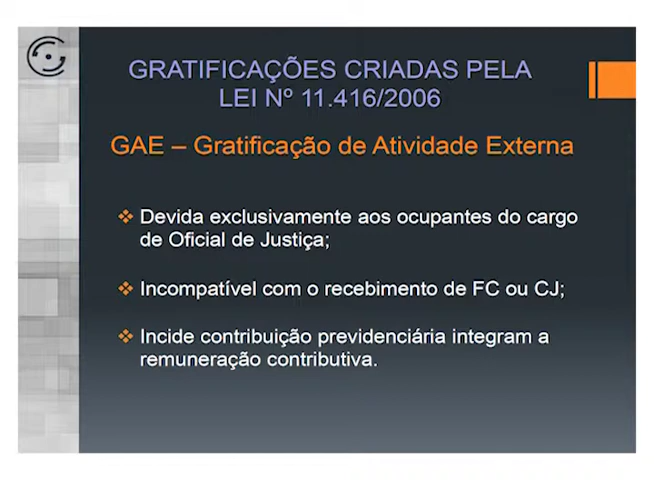 GRATIFICAÇÕES CRIADAS PELA
LEI Nº 11.416/2006
GAE – Gratificação de Atividade Externa
❖ Devida exclusivamente aos ocupantes do cargo
de Oficial de Justiça;
❖ Incompatível com o recebimento de FC ou CJ;
❖ Incide contribuição previdenciária integram a
remuneração contributiva.